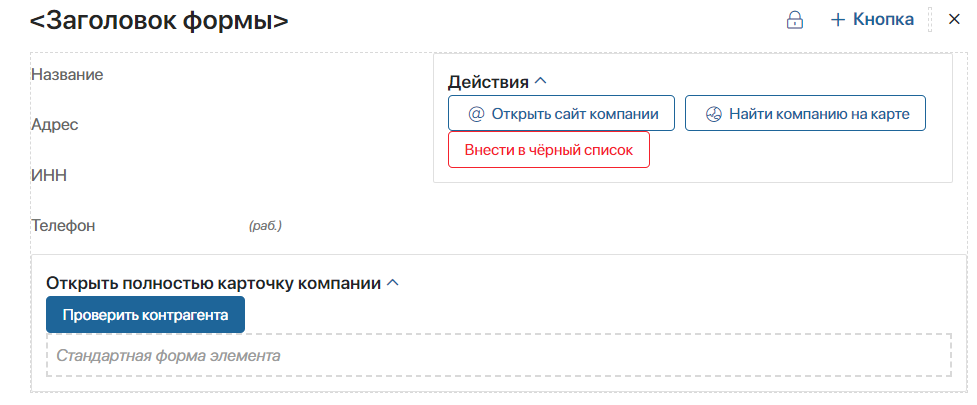 <Заголовок формы>
+ Кнопка
Название
Адрес
ИНН
Телефон (раб.)
Действия
@ Открыть сайт компании
Найти компанию на карте
Внести в чёрный список
Открыть полностью карточку компании
Проверить контрагента
Стандартная форма элемента